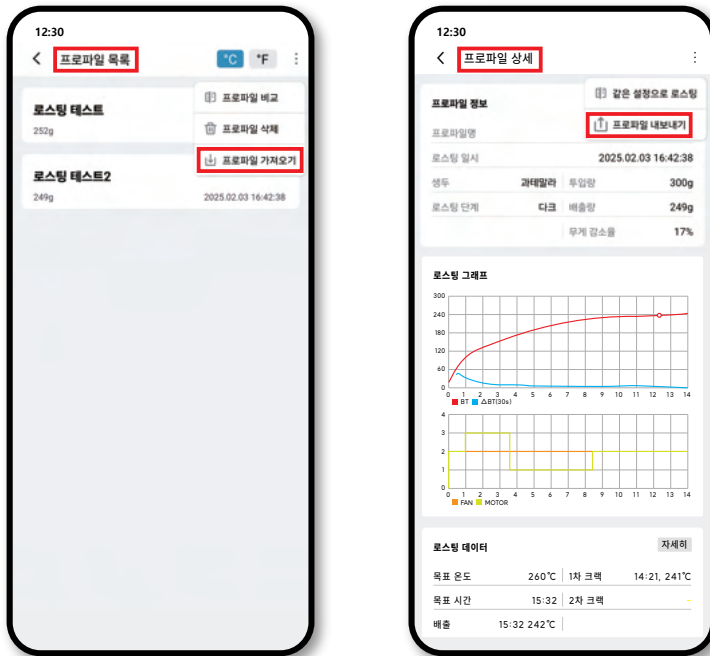 12:30
프로파일 목록
°C °F
프로파일 비교
로스팅 테스트
252g
프로파일 삭제
프로파일 가져오기
로스팅 테스트2
249g 2025.02.03 16:42:38
12:30
프로파일 상세
같은 설정으로 로스팅
프로파일 정보
프로파일 내보내기
프로파일명
로스팅 일시 2025.02.03 16:42:38
생두 과테말라 투입량 300g
로스팅 단계 다크 배출량 249g
무게 감소율 17%
로스팅 그래프
300
240
180
120
60
0
0 1 2 3 4 5 6 7 8 9 10 11 12 13 14
BT △BT(30s)
4
3
2
1
0
0 1 2 3 4 5 6 7 8 9 10 11 12 13 14
FAN MOTOR
로스팅 데이터 자세히
목표 온도 260℃ 1차 크랙 14:21, 241℃
목표 시간 15:32 2차 크랙 -
배출 15:32 242℃